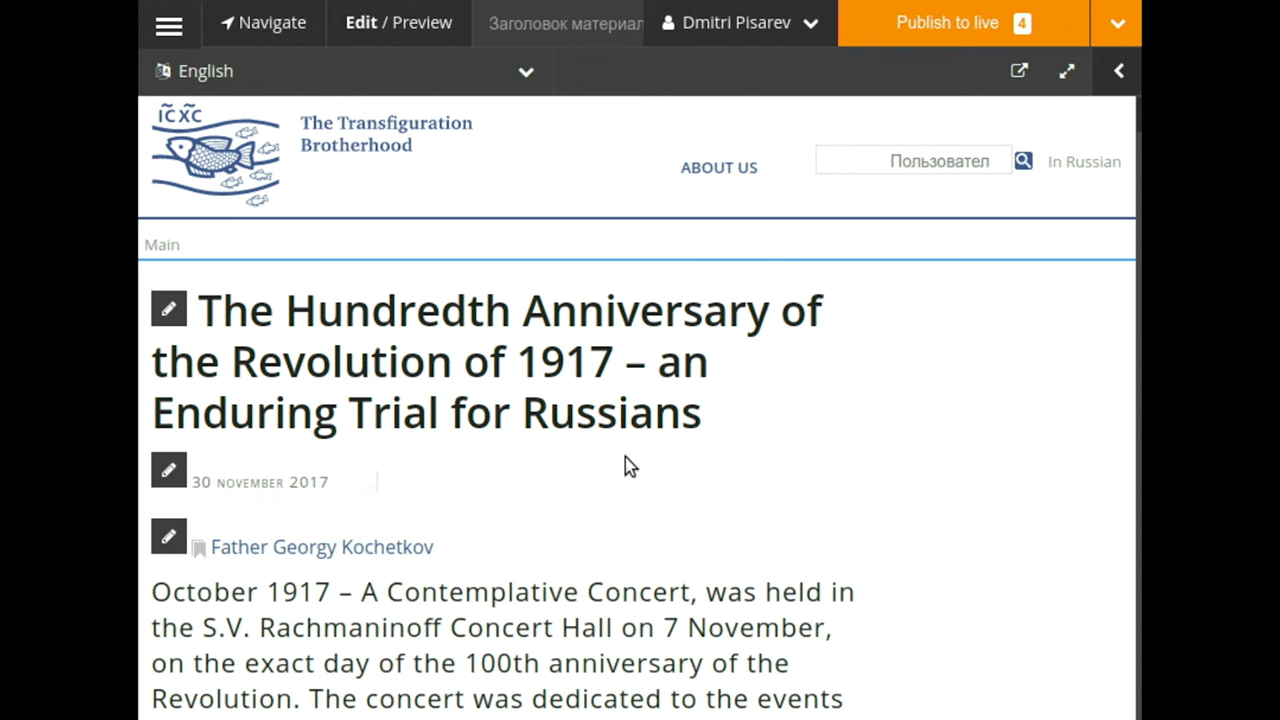 Navigate Edit / Preview Заголовок материал Dmitri Pisarev Publish to live 4
English
ІС ХС
The Transfiguration
Brotherhood
ABOUT US Пользовател In Russian
Main
The Hundredth Anniversary of
the Revolution of 1917 – an
Enduring Trial for Russians
30 NOVEMBER 2017
Father Georgy Kochetkov
October 1917 – A Contemplative Concert, was held in
the S.V. Rachmaninoff Concert Hall on 7 November,
on the exact day of the 100th anniversary of the
Revolution. The concert was dedicated to the events